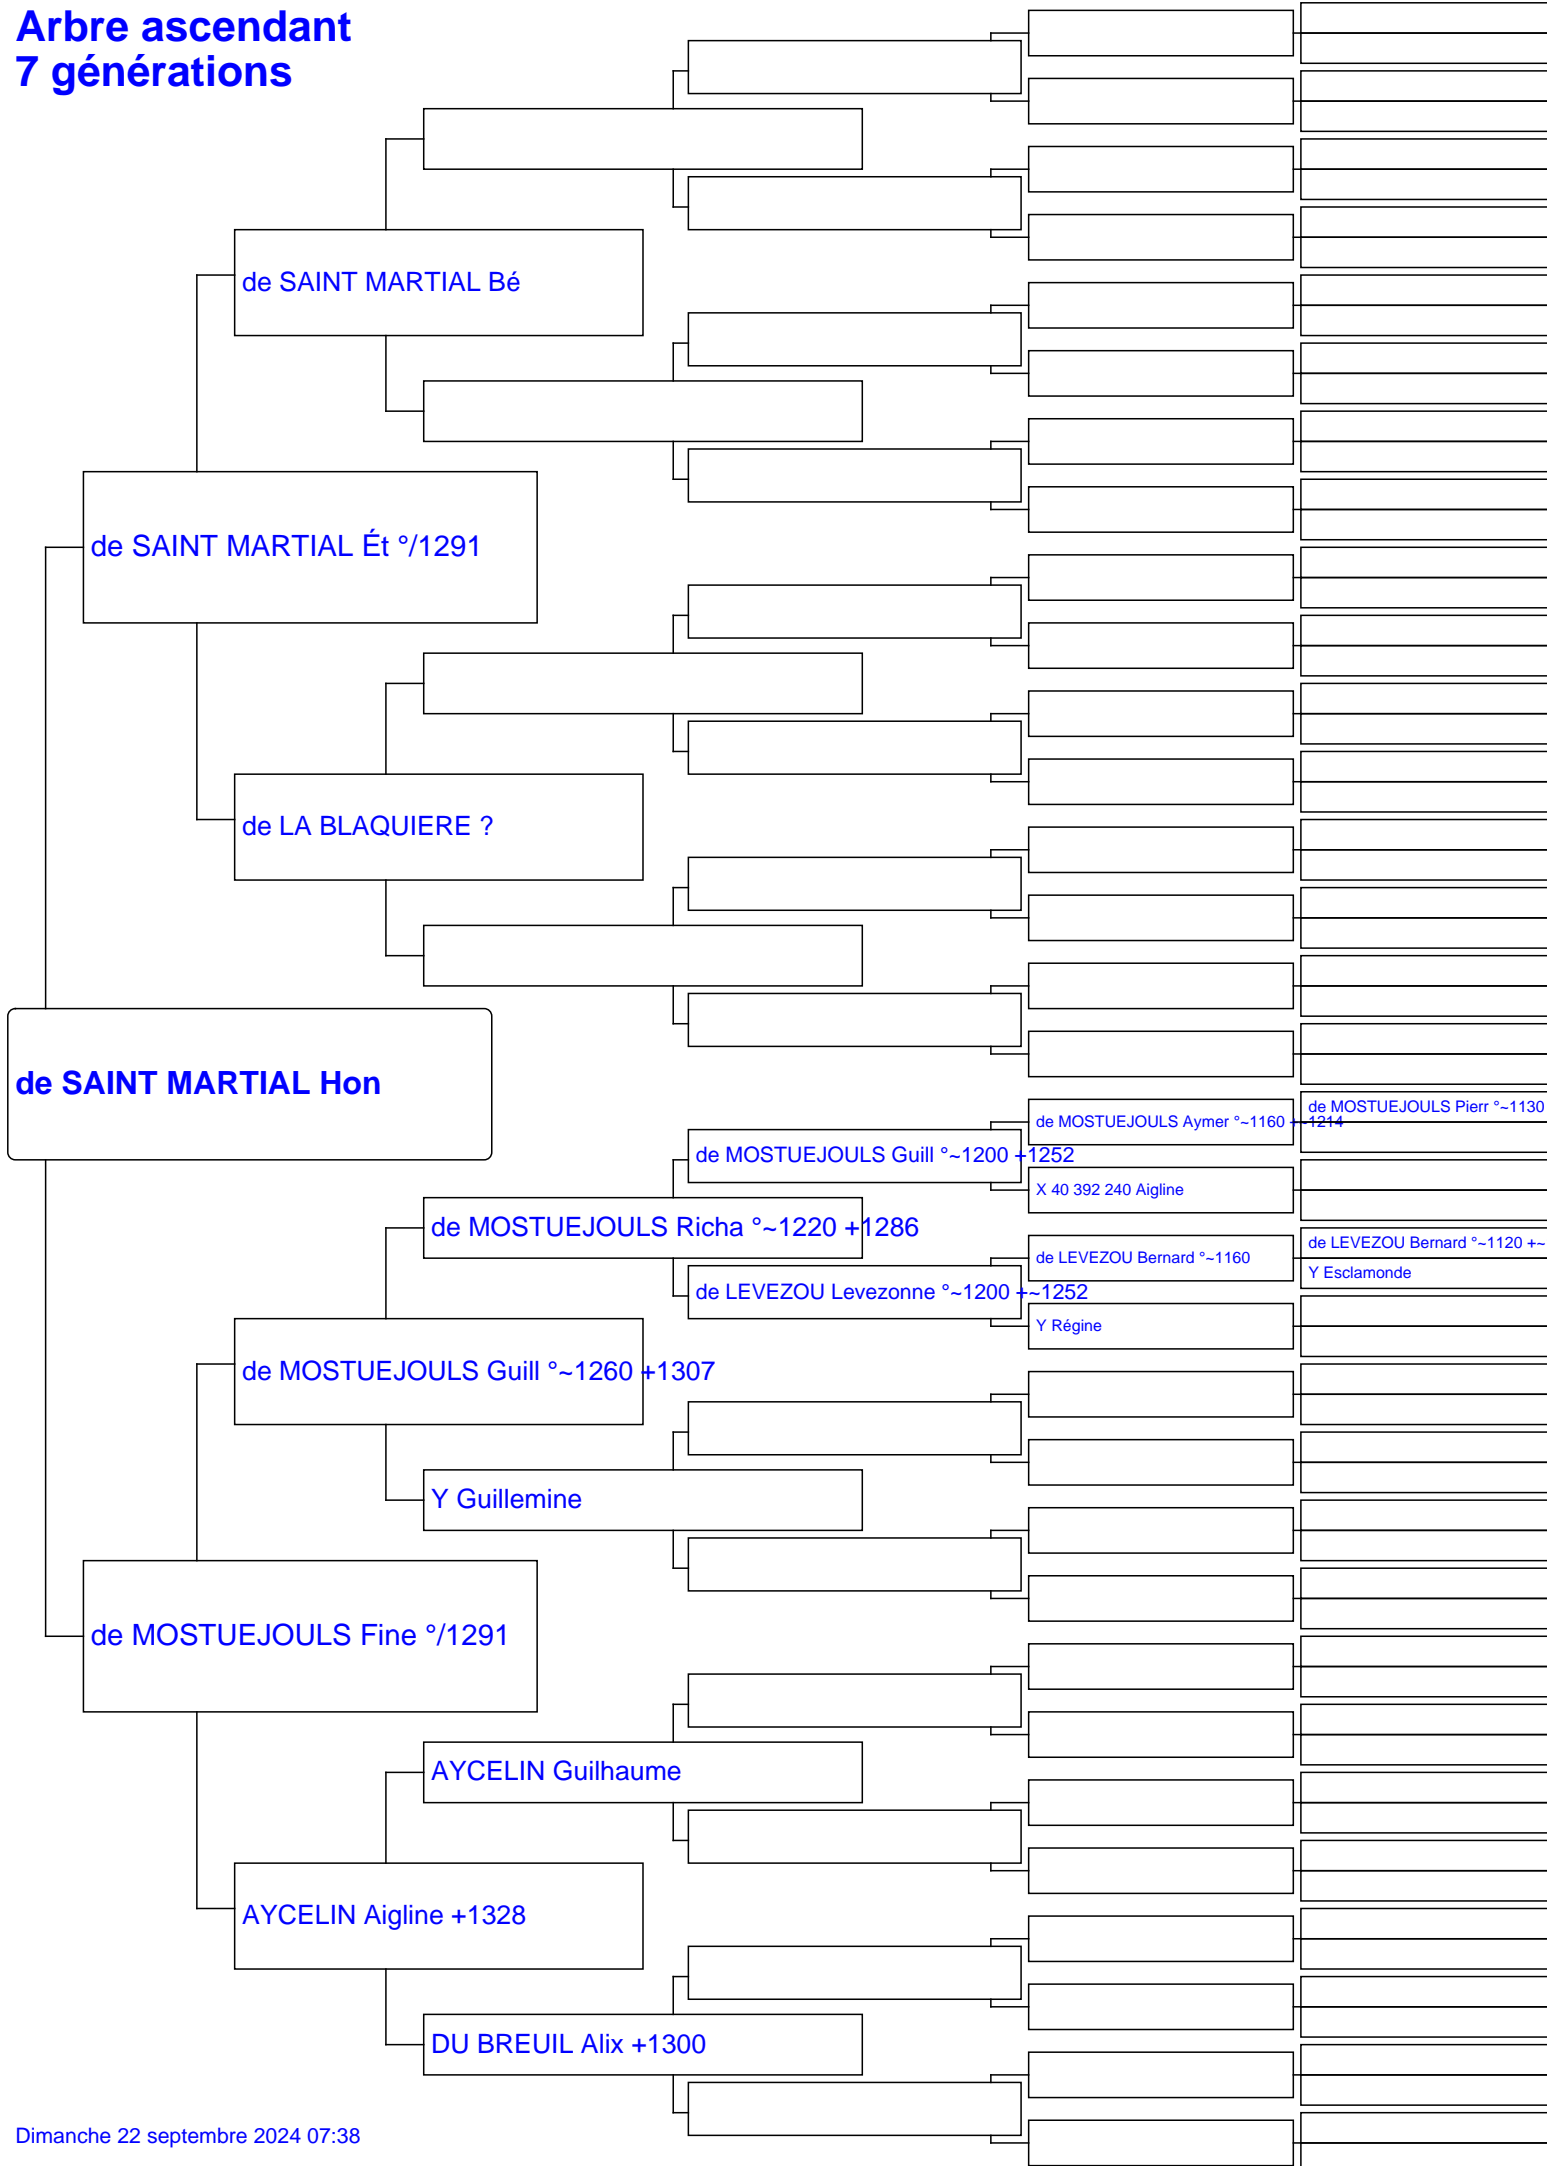 Arbre ascendant
7 générations
de SAINT MARTIAL Bé
de SAINT MARTIAL Ét °/1291
de LA BLAQUIERE ?
de SAINT MARTIAL Hon
de MOSTUEJOULS Pierr °~1130
de MOSTUEJOULS Aymer °~1160 +~1214
de MOSTUEJOULS Guill °~1200 +1252
X 40 392 240 Aigline
de MOSTUEJOULS Richa °~1220 +1286
de LEVEZOU Bernard °~1120 +~
de LEVEZOU Bernard °~1160
Y Esclamonde
de LEVEZOU Levezonne °~1200 +~1252
Y Régine
de MOSTUEJOULS Guill °~1260 +1307
Y Guillemine
de MOSTUEJOULS Fine °/1291
AYCELIN Guilhaume
AYCELIN Aigline +1328
DU BREUIL Alix +1300
Dimanche 22 septembre 2024 07:38